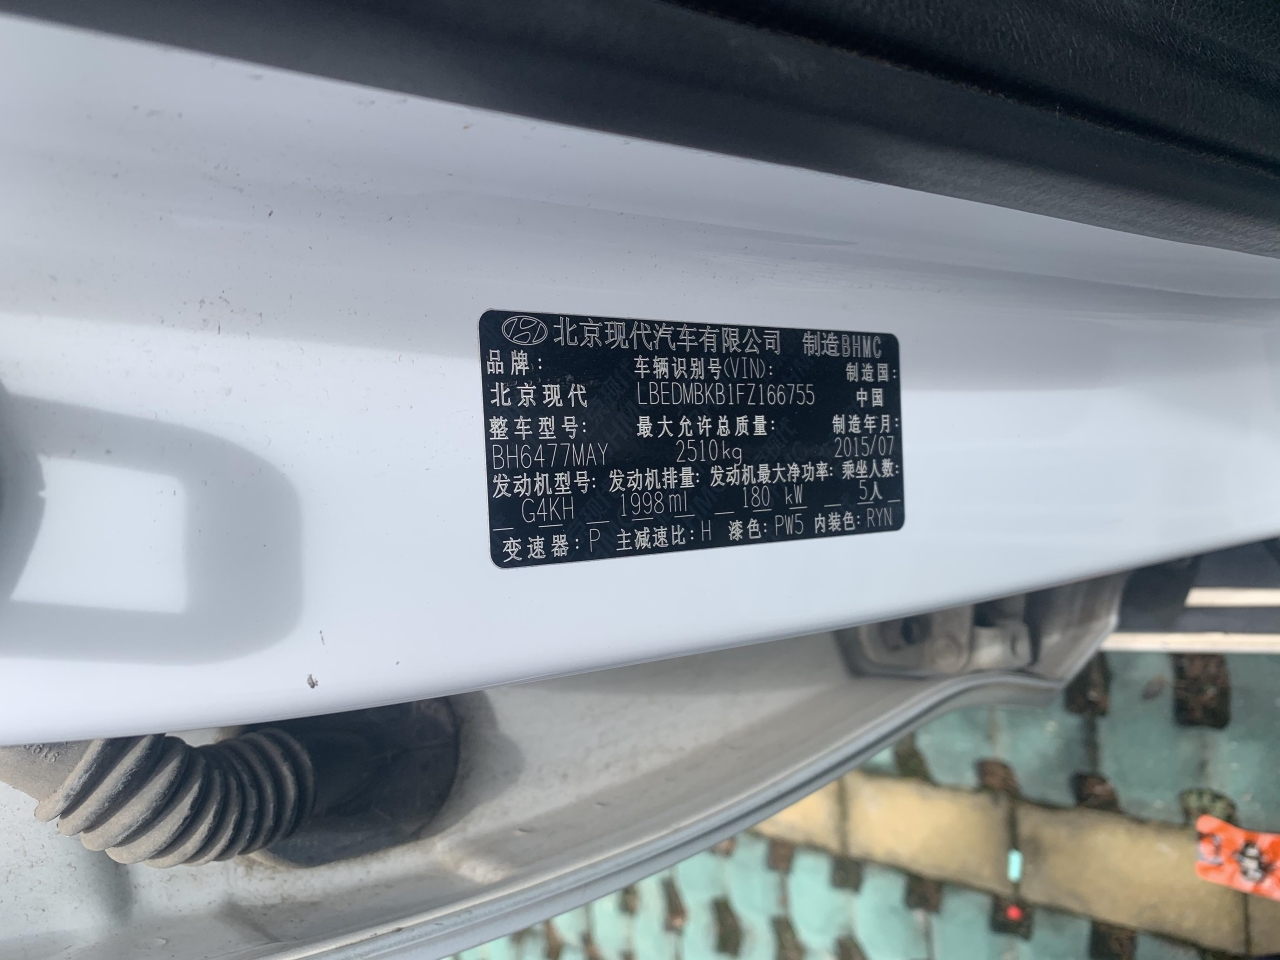 北京现代汽车有限公司 制造BHMC
品牌: 车辆识别号(VIN): 制造国:
北京现代 LBEDMBKB1FZ166755 中国
整车型号: 最大允许总质量: 制造年月:
BH6477MAY 2510kg 2015/07
发动机型号: 发动机排量: 发动机最大净功率: 乘坐人数:
G4KH 1998ml 180 kW 5人
变速器: P 主减速比: H 漆色: PW5 内装色: RYN